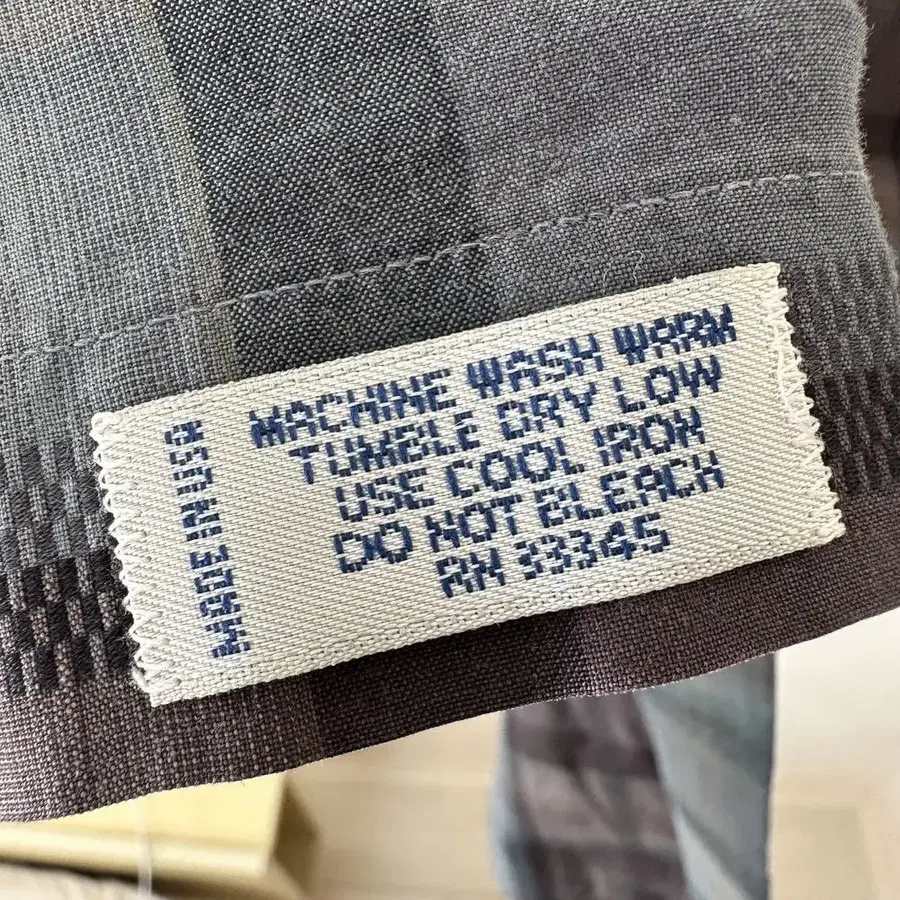 MADE IN USA
MACHINE WASH WARM
TUMBLE DRY LOW
USE COOL IRON
DO NOT BLEACH
RN 33345